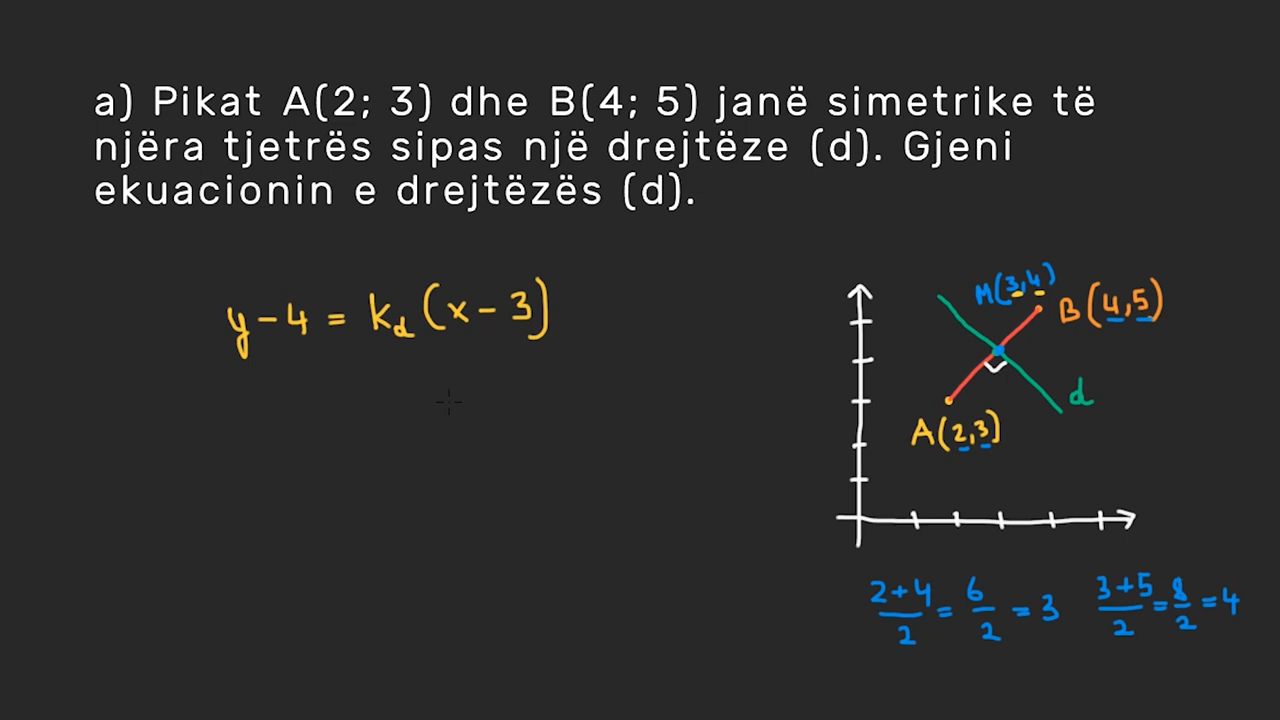 a) Pikat A(2; 3) dhe B(4; 5) janë simetrike të
njëra tjetrës sipas një drejtëze (d). Gjeni
ekuacionin e drejtëzës (d).
y-4 = k_d (x-3)
M(3,4)
B(4,5)
d
A(2,3)
2+4/2 = 6/2 = 3 3+5/2 = 8/2 = 4